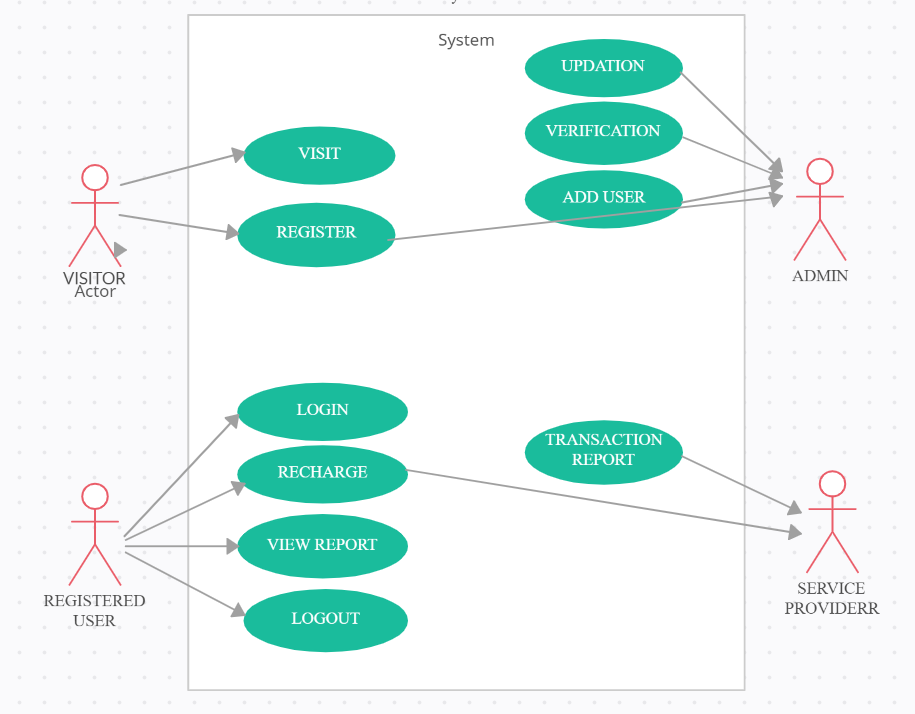 System
UPDATION
VERIFICATION
ADD USER
VISIT
REGISTER
VISITOR
Actor
ADMIN
LOGIN
RECHARGE
VIEW REPORT
LOGOUT
TRANSACTION
REPORT
REGISTERED
USER
SERVICE
PROVIDERR